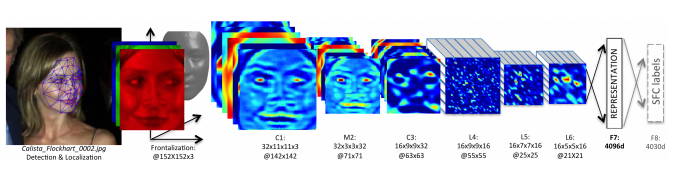 Calista_Flockhart_0002.jpg
Detection & Localization
Frontalization:
@152X152x3
C1:
32x11x11x3
@142x142
M2:
32x3x3x32
@71x71
C3:
16x9x9x32
@63x63
L4:
16x9x9x16
@55x55
L5:
16x7x7x16
@25x25
L6:
16x5x5x16
@21X21
REPRESENTATION
F7:
4096d
SFC labels
F8:
4030d